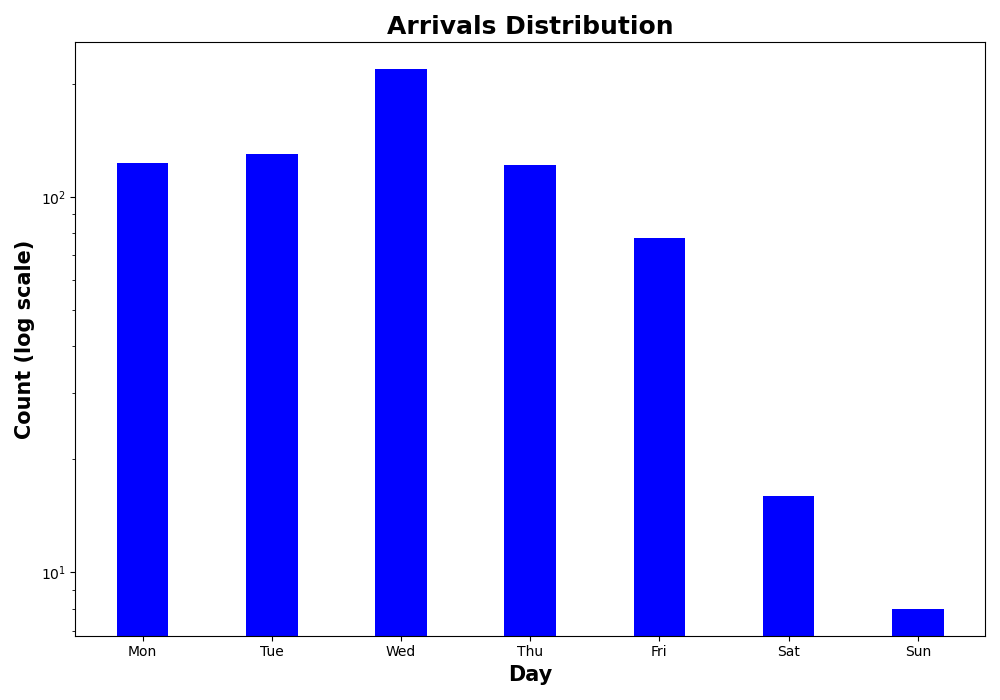 Arrivals Distribution
Count (log scale)
10²
10¹
Mon Tue Wed Thu Fri Sat Sun
Day